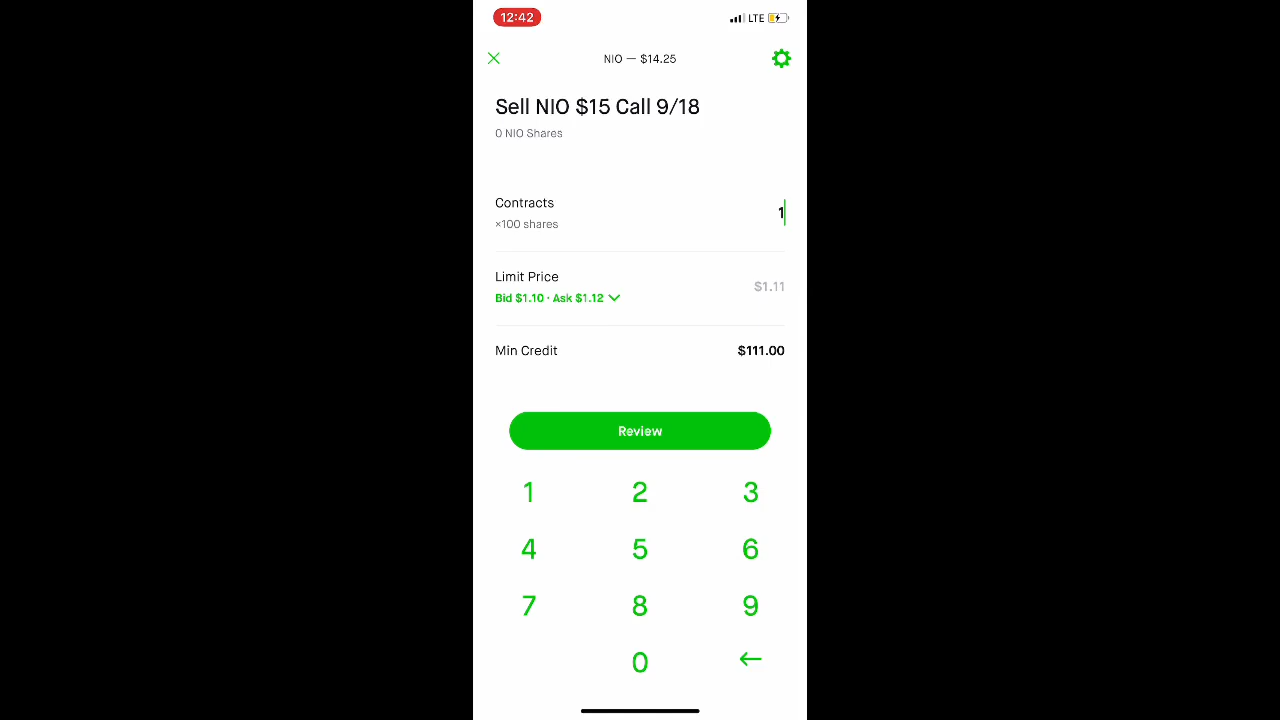 12:42
LTE
NIO — $14.25
Sell NIO $15 Call 9/18
0 NIO Shares
Contracts
×100 shares
1
Limit Price
Bid $1.10 · Ask $1.12
$1.11
Min Credit
$111.00
Review
1 2 3
4 5 6
7 8 9
0